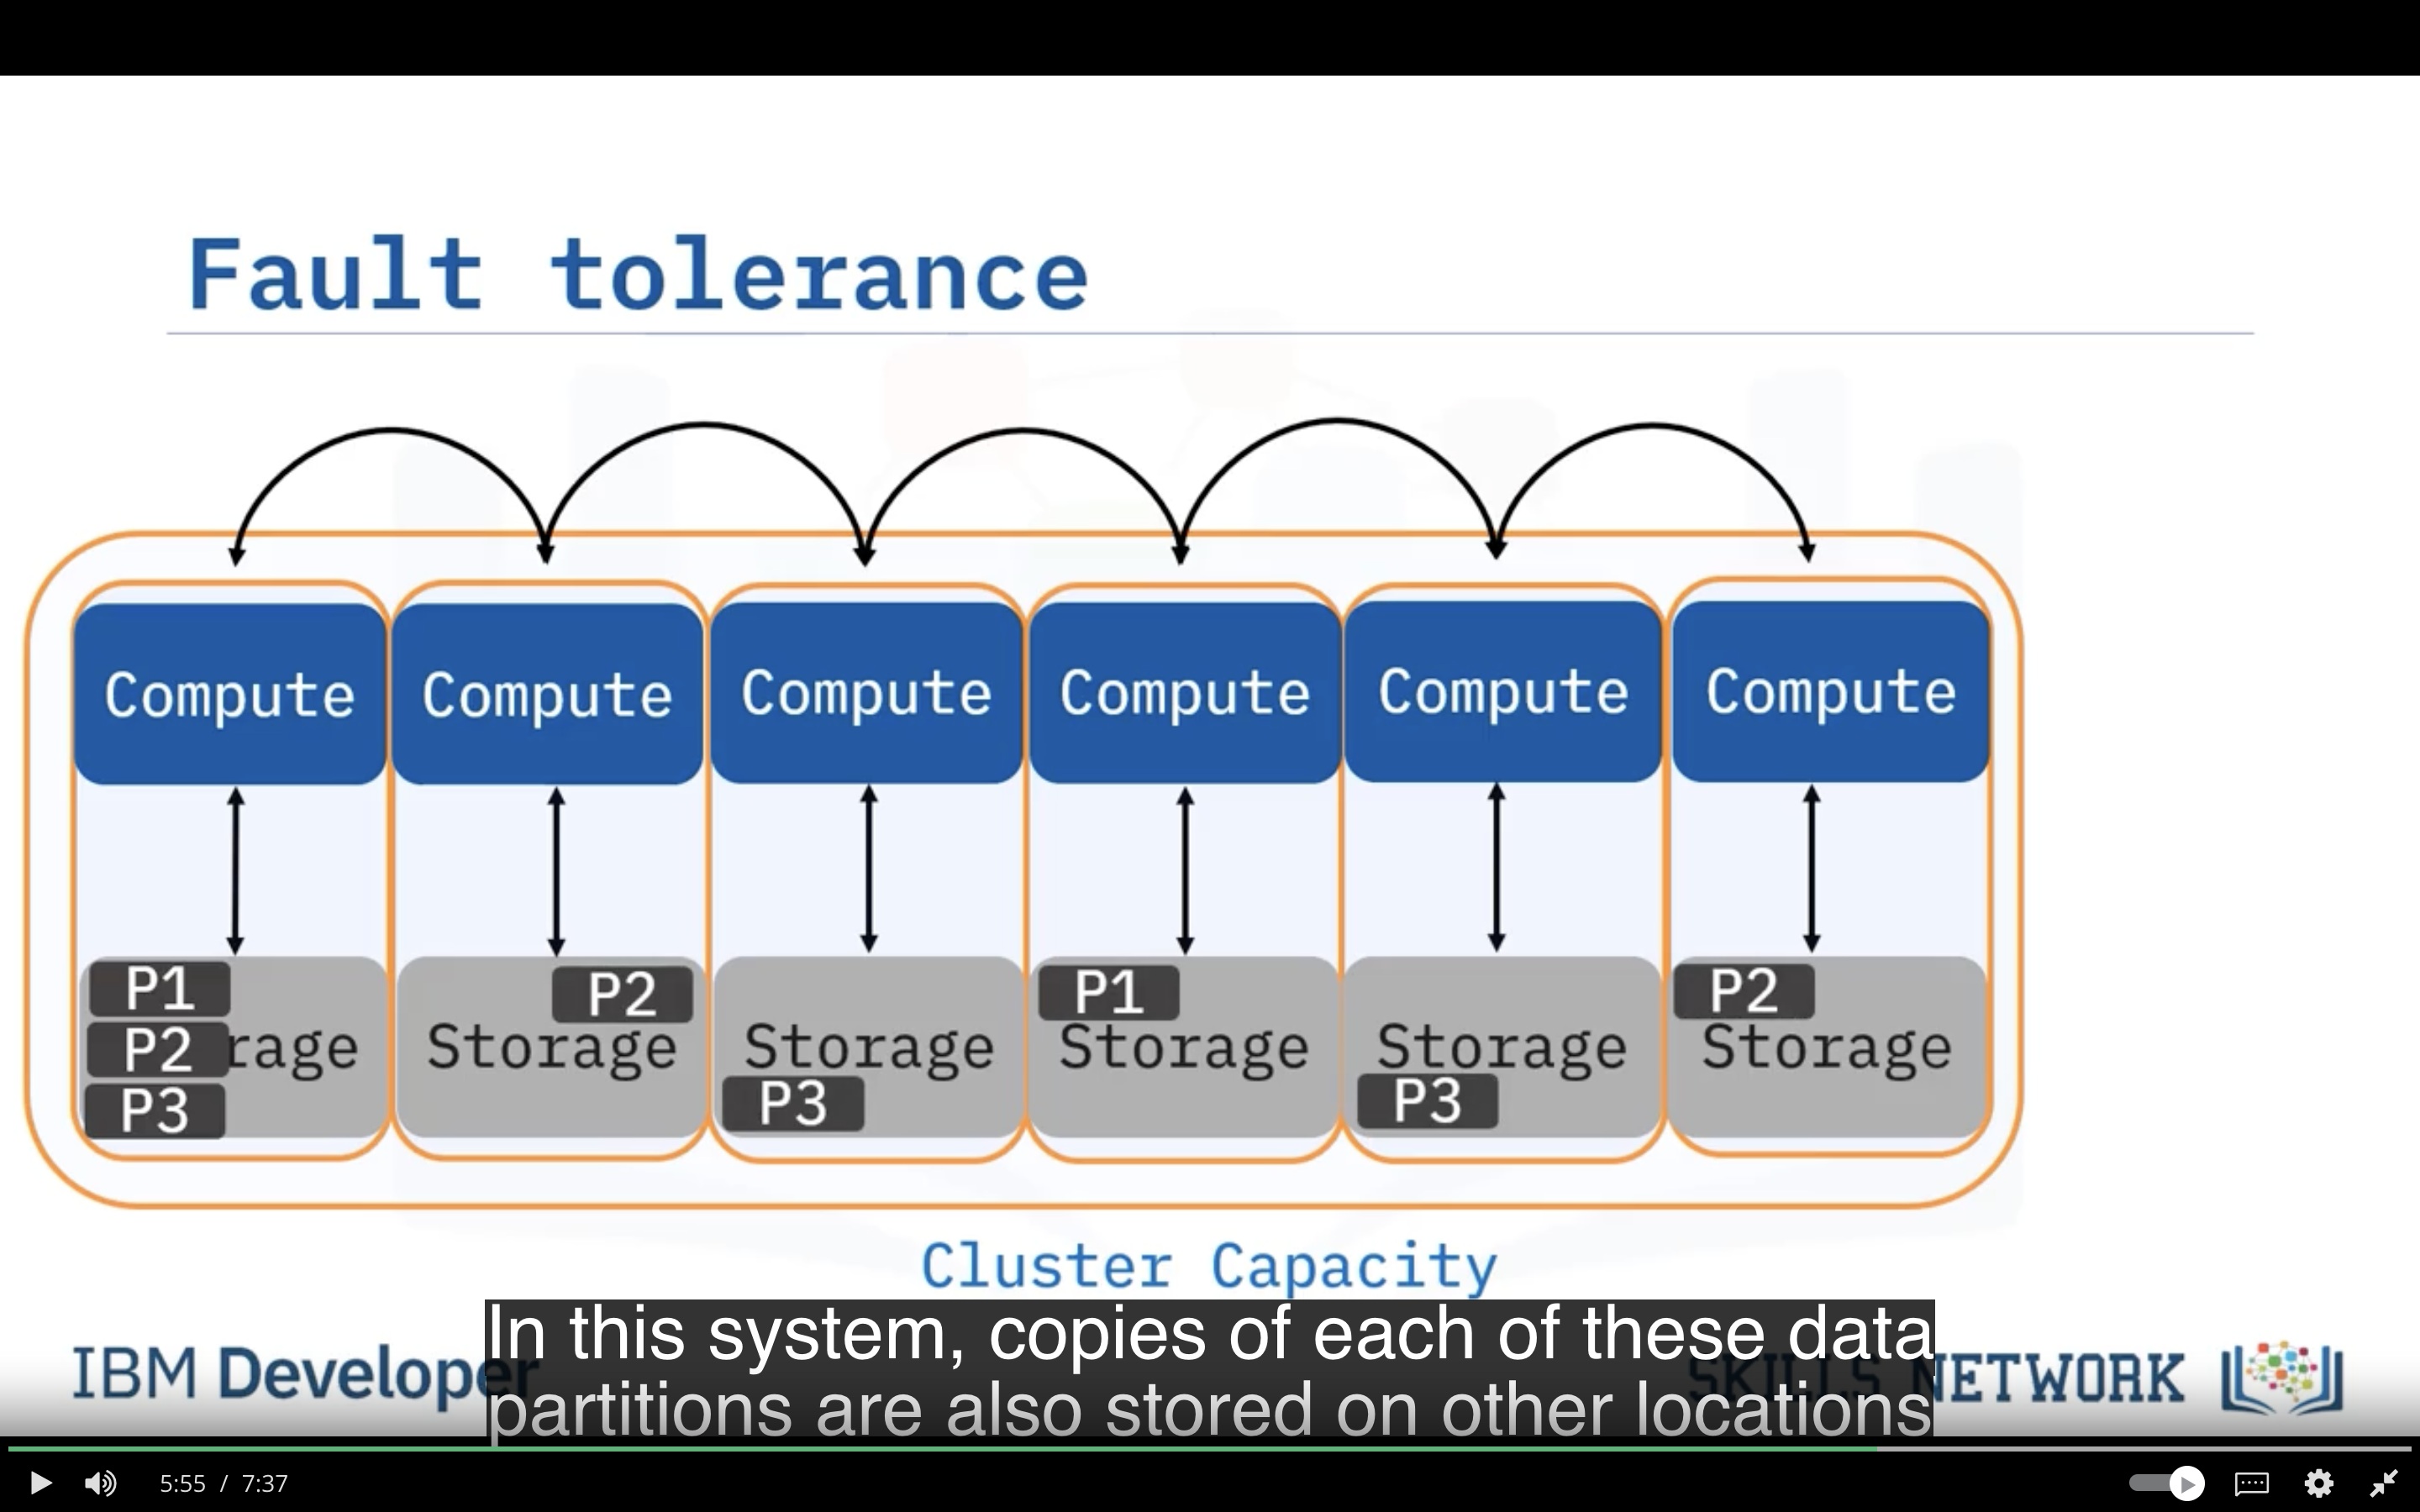 Fault tolerance
Compute Compute Compute Compute Compute Compute
P1 P2 P1 P2
P2 rage Storage Storage Storage Storage Storage
P3 P3 P3
Cluster Capacity
In this system, copies of each of these data
partitions are also stored on other locations
IBM Developer SKILLS NETWORK
5:55 / 7:37